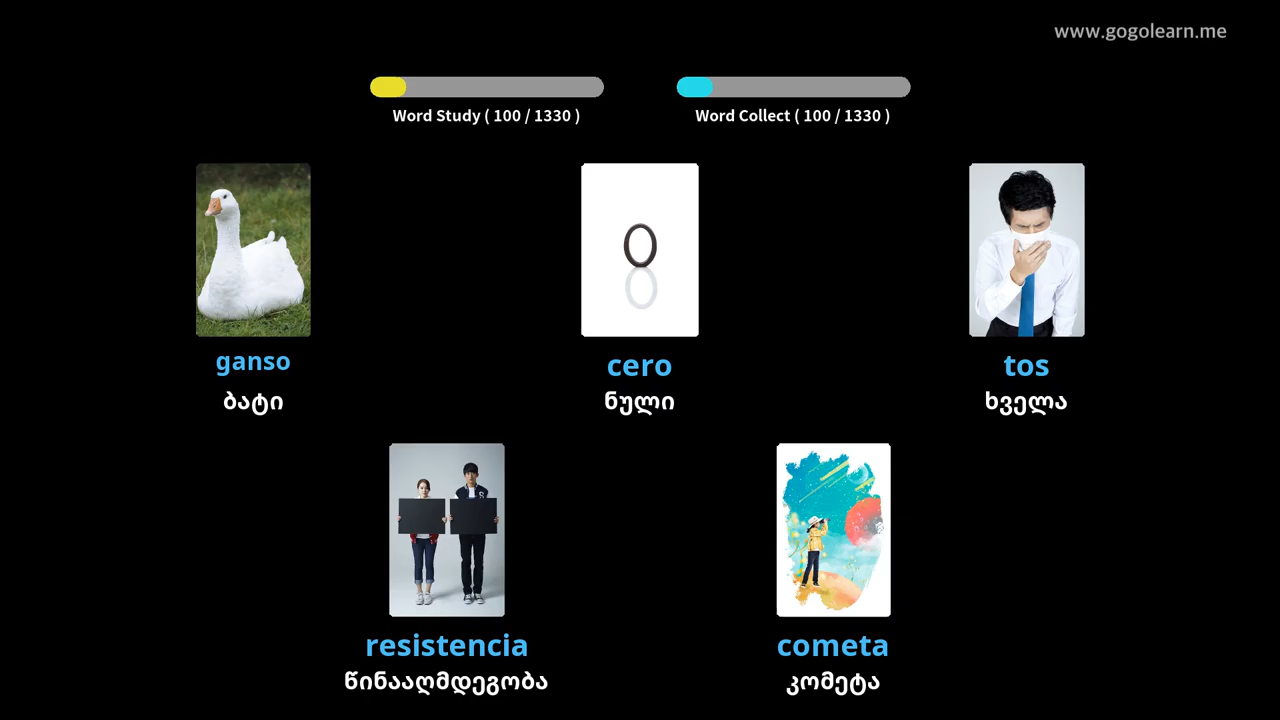 www.gogolearn.me
Word Study ( 100 / 1330 )
Word Collect ( 100 / 1330 )
ganso
ბატი
cero
ნული
tos
ხველა
resistencia
წინააღმდეგობა
cometa
კომეტა